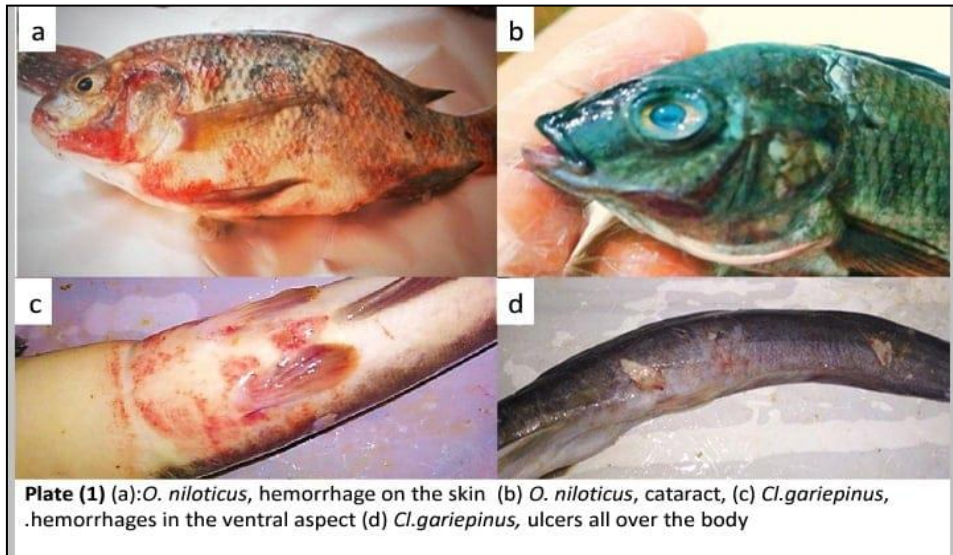 a
b
c
d
Plate (1) (a):O. niloticus, hemorrhage on the skin (b) O. niloticus, cataract, (c) Cl.gariepinus,
.hemorrhages in the ventral aspect (d) Cl.gariepinus, ulcers all over the body